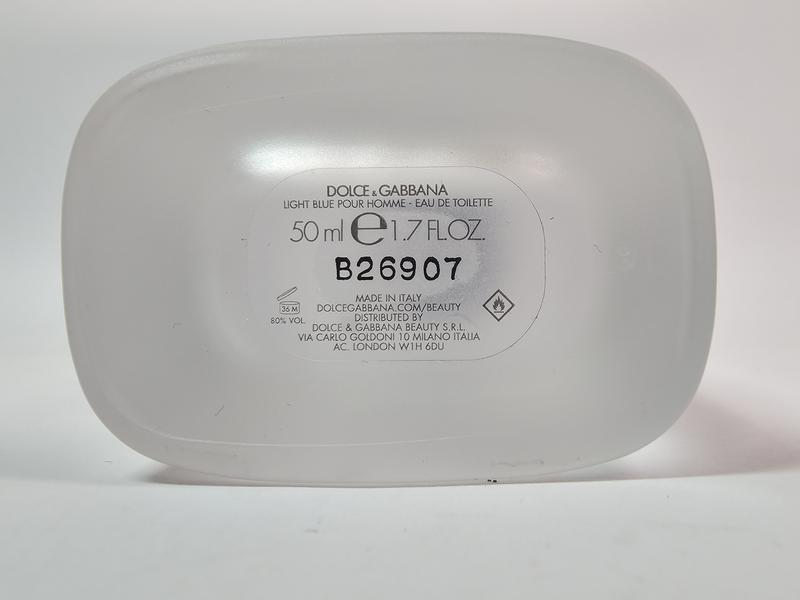 DOLCE & GABBANA
LIGHT BLUE POUR HOMME - EAU DE TOILETTE
50 ml e 1.7 FL.OZ.
B26907
MADE IN ITALY
DOLCEGABBANA.COM/BEAUTY
DISTRIBUTED BY
DOLCE & GABBANA BEAUTY S.R.L.
VIA CARLO GOLDONI 10 MILANO ITALIA
AC. LONDON W1H 6DU
36 M
80% VOL.